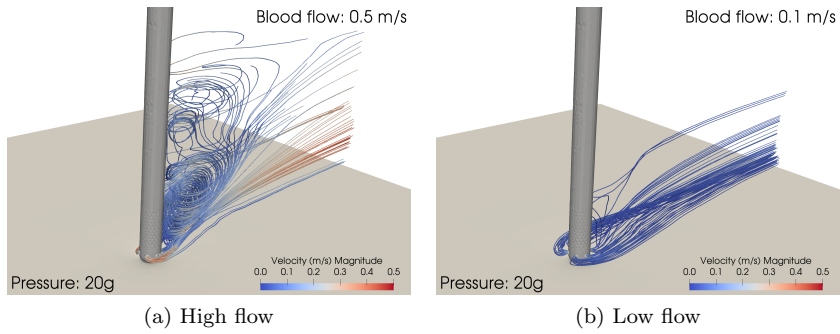 Blood flow: 0.5 m/s
Pressure: 20g
Velocity (m/s) Magnitude
0.0 0.1 0.2 0.3 0.4 0.5
(a) High flow
Blood flow: 0.1 m/s
Pressure: 20g
Velocity (m/s) Magnitude
0.0 0.1 0.2 0.3 0.4 0.5
(b) Low flow